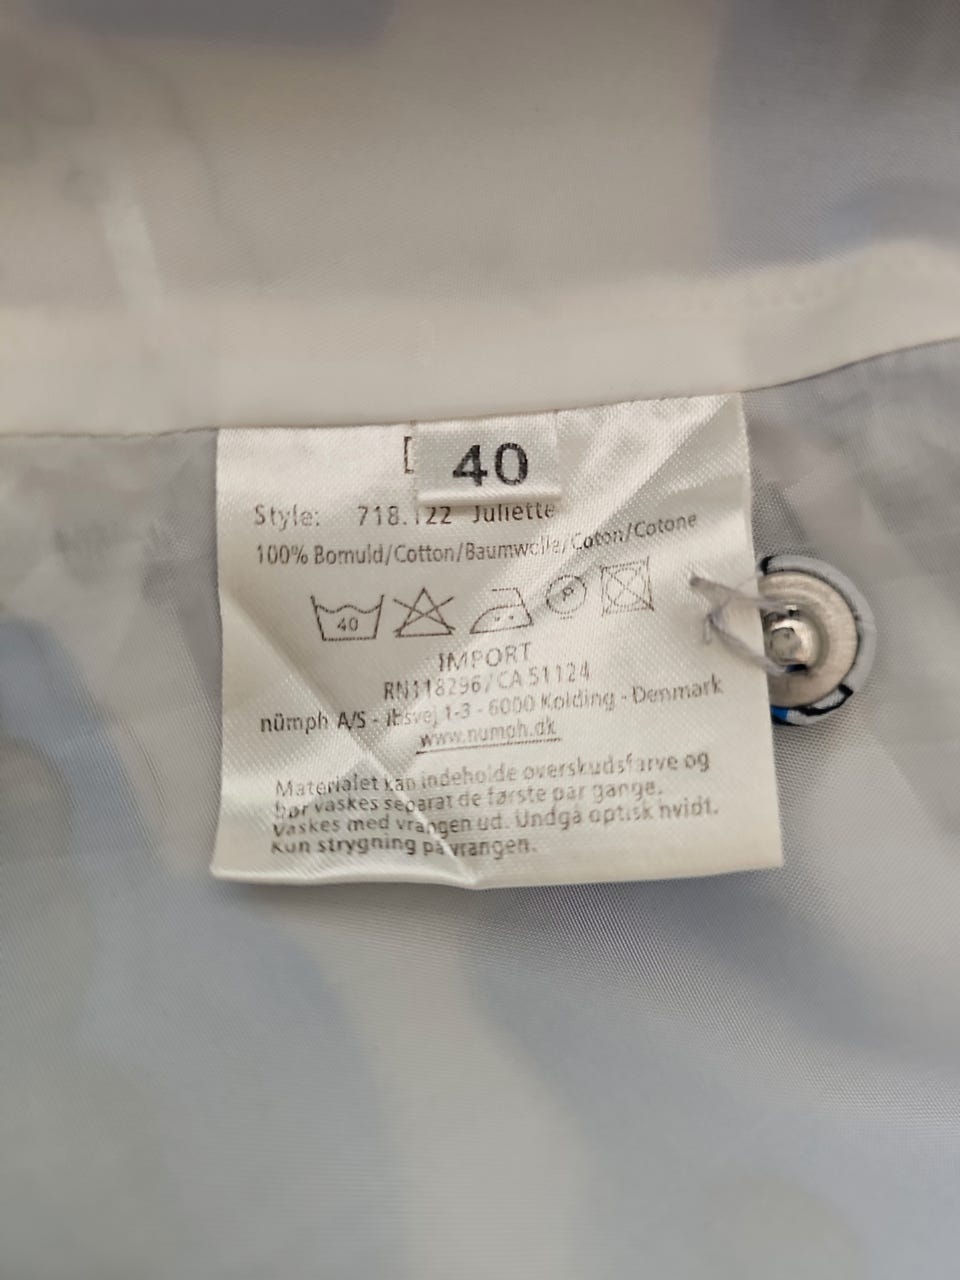 40
Style: 718.122 Juliette
100% Bomuld/Cotton/Baumwolle/Coton/Cotone
40
P
IMPORT
RN118296/CA 51124
nümph A/S - Ibsvej 1-3 - 6000 Kolding - Denmark
www.numph.dk
Materialet kan indeholde overskudsfarve og
bør vaskes separat de første par gange.
Vaskes med vrangen ud. Undgå optisk hvidt.
Kun strygning på vrangen.